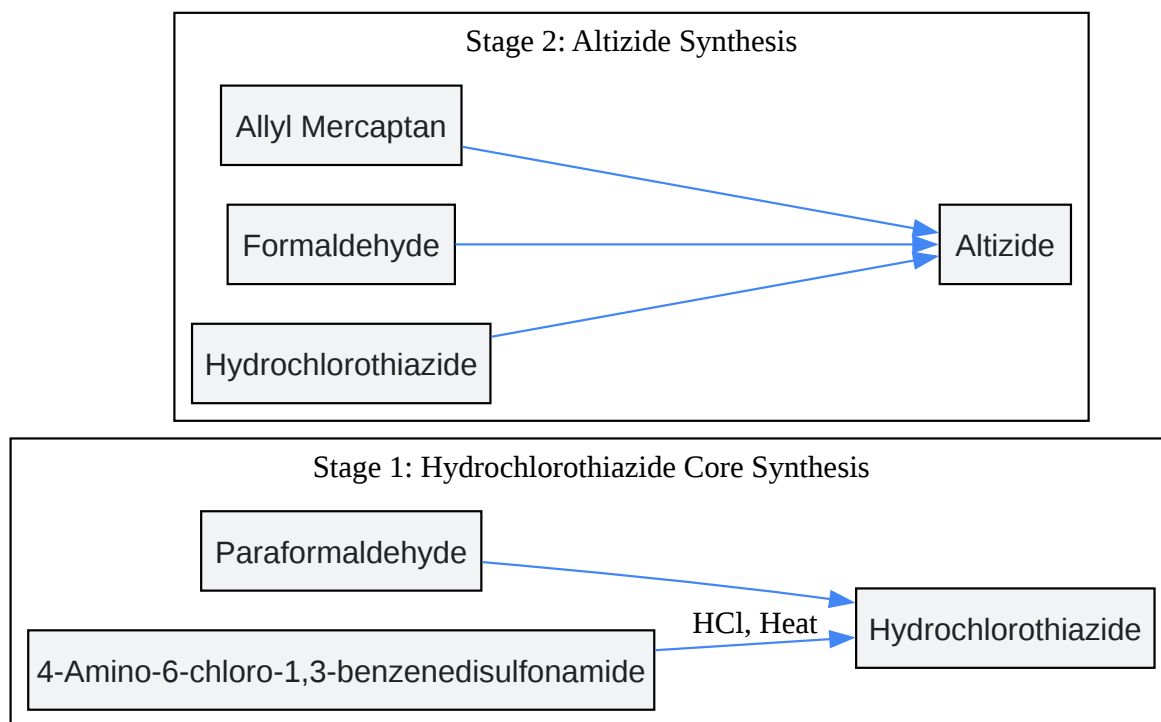 Stage 2: Altizide Synthesis
Allyl Mercaptan
Formaldehyde
Altizide
Hydrochlorothiazide
Stage 1: Hydrochlorothiazide Core Synthesis
Paraformaldehyde
HCl, Heat
Hydrochlorothiazide
4-Amino-6-chloro-1,3-benzenedisulfonamide